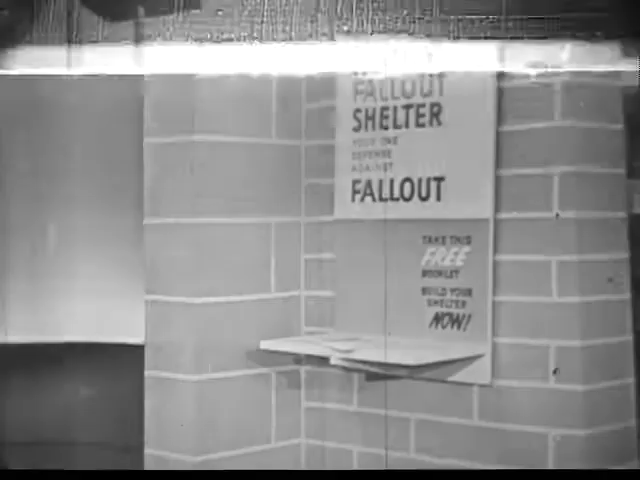 FALLOUT
SHELTER
YOUR ONE
DEFENSE
AGAINST
FALLOUT
TAKE THIS
FREE
BOOKLET
BUILD YOUR
SHELTER
NOW!